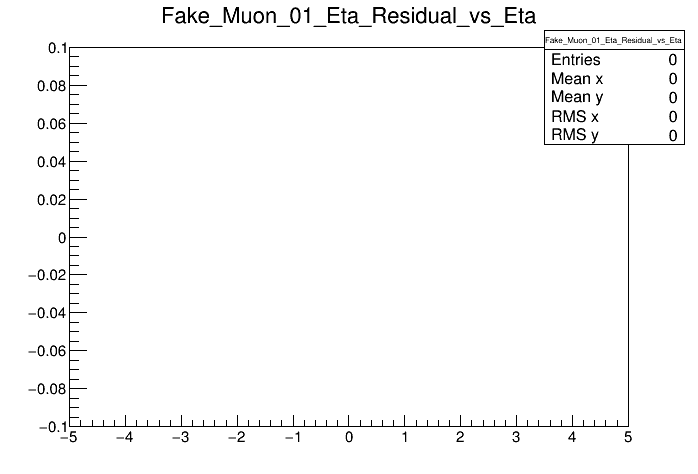 Fake_Muon_01_Eta_Residual_vs_Eta
Fake_Muon_01_Eta_Residual_vs_Eta
Entries 0
Mean x 0
Mean y 0
RMS x 0
RMS y 0
0.1
0.08
0.06
0.04
0.02
0
−0.02
−0.04
−0.06
−0.08
−0.1
−5 −4 −3 −2 −1 0 1 2 3 4 5